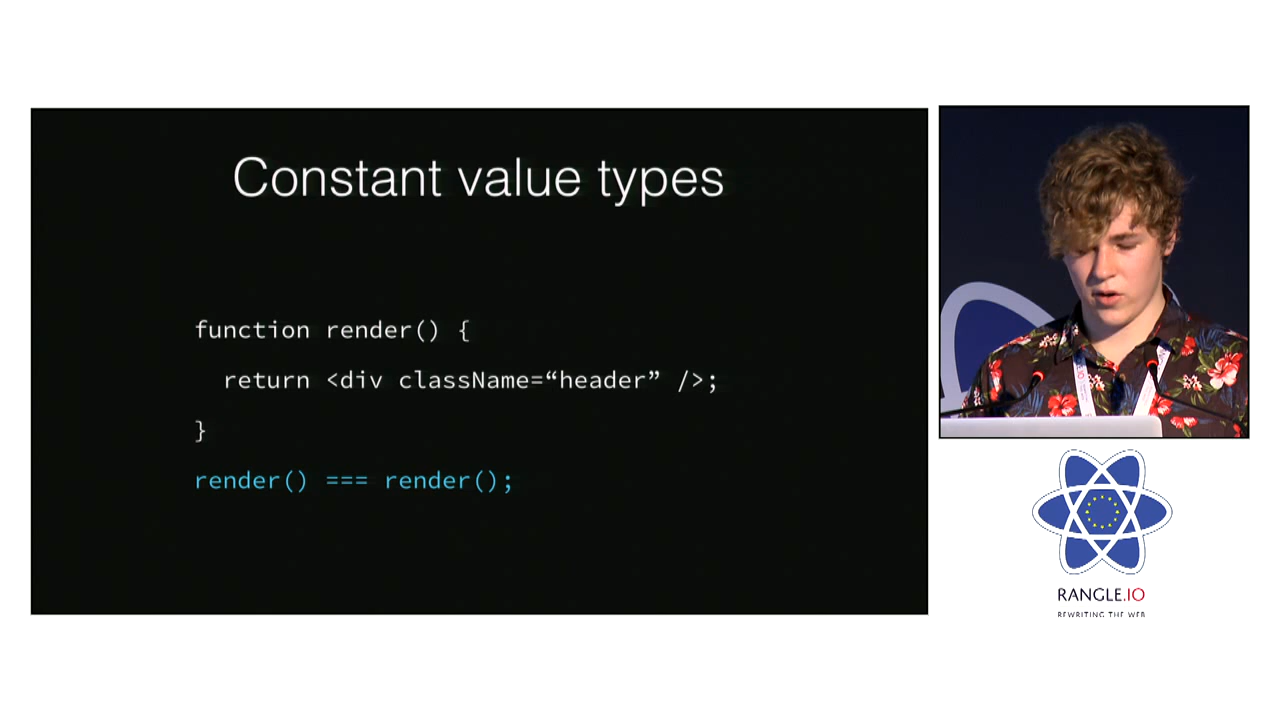 Constant value types
function render() {
return <div className=“header” />;
}
render() === render();
RANGLE.IO
REWRITING THE WEB